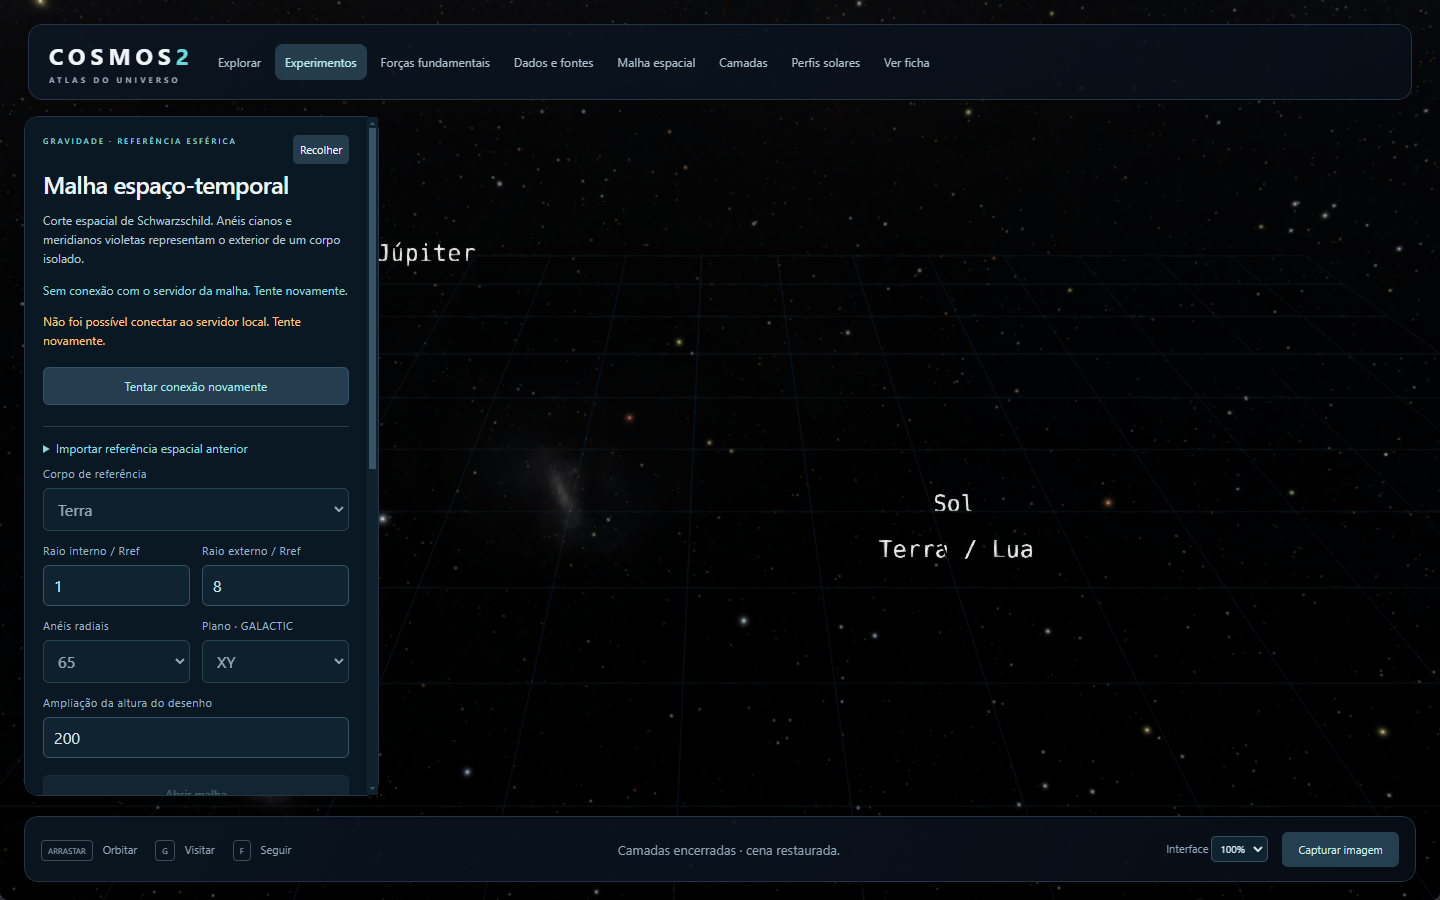 COSMOS2
ATLAS DO UNIVERSO
Explorar
Experimentos
Forças fundamentais
Dados e fontes
Malha espacial
Camadas
Perfis solares
Ver ficha
GRAVIDADE · REFERÊNCIA ESFÉRICA
Recolher
Malha espaço-temporal
Corte espacial de Schwarzschild. Anéis cianos e
meridianos violetas representam o exterior de um corpo
isolado.
Sem conexão com o servidor da malha. Tente novamente.
Não foi possível conectar ao servidor local. Tente
novamente.
Tentar conexão novamente
Importar referência espacial anterior
Corpo de referência
Terra
Raio interno / Rref
Raio externo / Rref
1
8
Anéis radiais
Plano · GALACTIC
65
XY
Ampliação da altura do desenho
200
Abrir malha
Júpiter
Sol
Terra / Lua
ARRASTAR
Orbitar
G
Visitar
F
Seguir
Camadas encerradas · cena restaurada.
Interface
100%
Capturar imagem